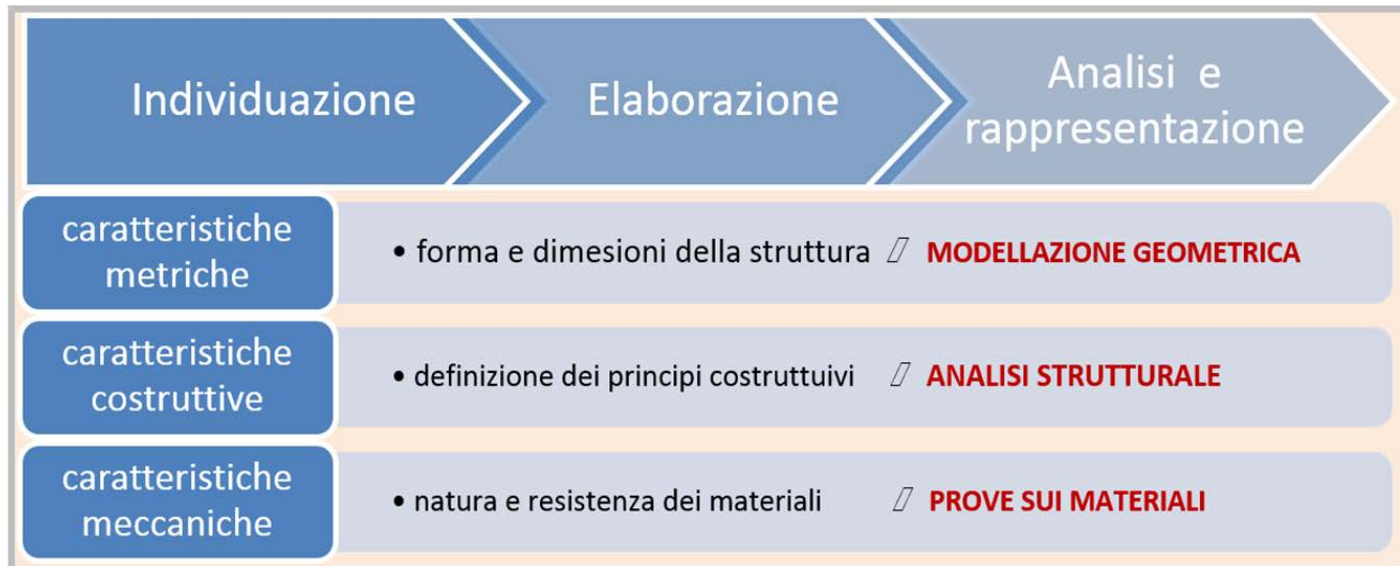 Individuazione
Elaborazione
Analisi e
rappresentazione
caratteristiche
metriche
• forma e dimesioni della struttura MODELLAZIONE GEOMETRICA
caratteristiche
costruttive
• definizione dei principi costruttuivi ANALISI STRUTTURALE
caratteristiche
meccaniche
• natura e resistenza dei materiali PROVE SUI MATERIALI